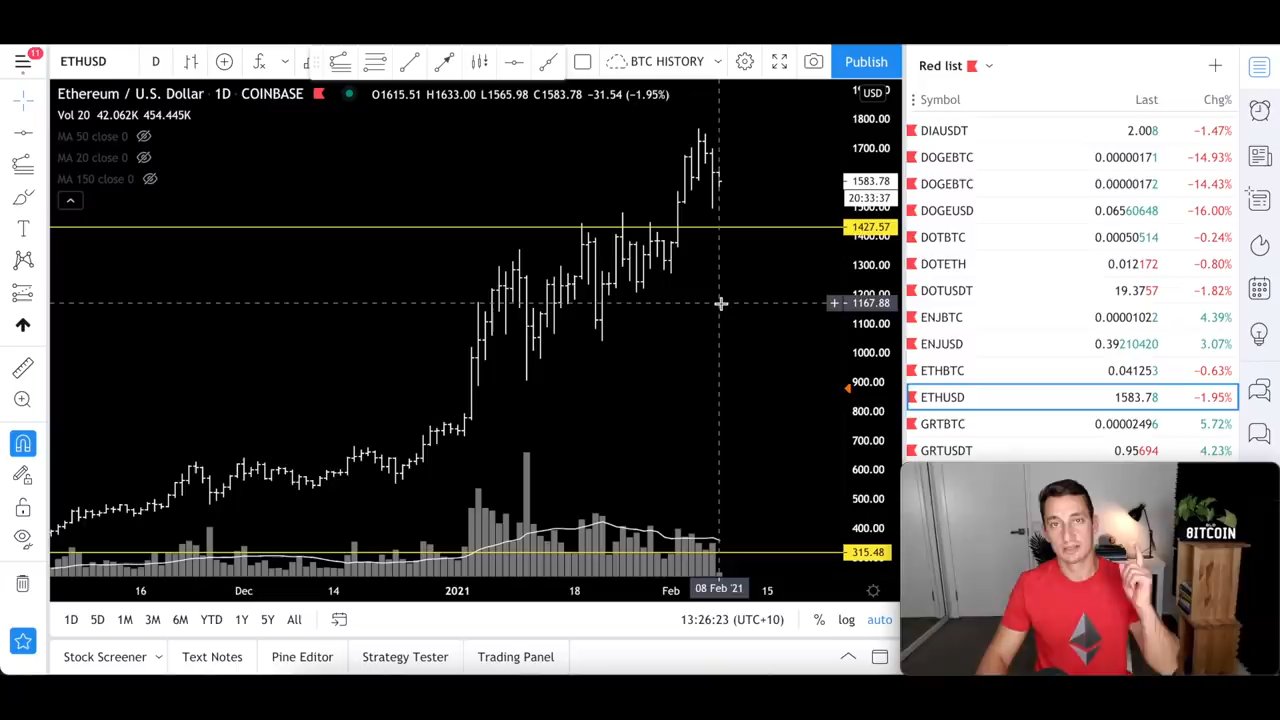 11
ETHUSD
D
BTC HISTORY
Publish
Ethereum / U.S. Dollar · 1D · COINBASE
O1615.51 H1633.00 L1565.98 C1583.78 −31.54 (−1.95%)
USD
Vol 20 42.062K 454.445K
MA 50 close 0
MA 20 close 0
MA 150 close 0
1800.00
1700.00
1583.78
20:33:37
1427.57
1400.00
1300.00
1167.88
1100.00
1000.00
900.00
800.00
700.00
600.00
500.00
400.00
315.48
16
Dec
14
2021
18
Feb
08 Feb '21
15
1D 5D 1M 3M 6M YTD 1Y 5Y All
13:26:23 (UTC+10)
% log auto
Stock Screener
Text Notes
Pine Editor
Strategy Tester
Trading Panel
Red list
Symbol Last Chg%
DIAUSDT 2.008 −1.47%
DOGEBTC 0.00000171 −14.93%
DOGEBTC 0.00000172 −14.43%
DOGEUSD 0.06560648 −16.00%
DOTBTC 0.00050514 −0.24%
DOTETH 0.012172 −0.80%
DOTUSDT 19.3757 −1.82%
ENJBTC 0.00001022 4.39%
ENJUSD 0.39210420 3.07%
ETHBTC 0.041253 −0.63%
ETHUSD 1583.78 −1.95%
GRTBTC 0.00002496 5.72%
GRTUSDT 0.95694 4.23%
BITCOIN